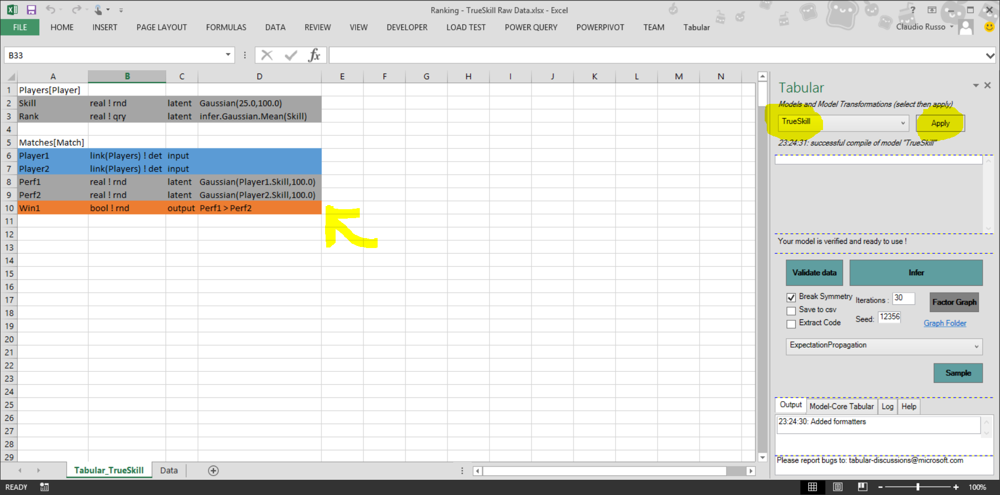 Ranking - TrueSkill Raw Data.xlsx - Excel
?
FILE HOME INSERT PAGE LAYOUT FORMULAS DATA REVIEW VIEW DEVELOPER LOAD TEST POWER QUERY POWERPIVOT TEAM Tabular Claudio Russo
B33 fx
A B C D E F G H I J K L M N
1 Players[Player]
2 Skill real ! rnd latent Gaussian(25.0,100.0)
3 Rank real ! qry latent infer.Gaussian.Mean(Skill)
4
5 Matches[Match]
6 Player1 link(Players) ! det input
7 Player2 link(Players) ! det input
8 Perf1 real ! rnd latent Gaussian(Player1.Skill,100.0)
9 Perf2 real ! rnd latent Gaussian(Player2.Skill,100.0)
10 Win1 bool ! rnd output Perf1 > Perf2
11
12
13
14
15
16
17
18
19
20
21
22
23
24
25
26
27
28
29
Tabular
Models and Model Transformations (select then apply)
TrueSkill Apply
23:24:31: successful compile of model "TrueSkill"
Your model is verified and ready to use !
Validate data Infer
Break Symmetry Iterations : 30 Factor Graph
Save to csv
Seed: 12356
Extract Code Graph Folder
ExpectationPropagation
Sample
Output Model-Core Tabular Log Help
23:24:30: Added formatters
Please report bugs to: tabular-discussions@microsoft.com
Tabular_TrueSkill Data
READY 100%